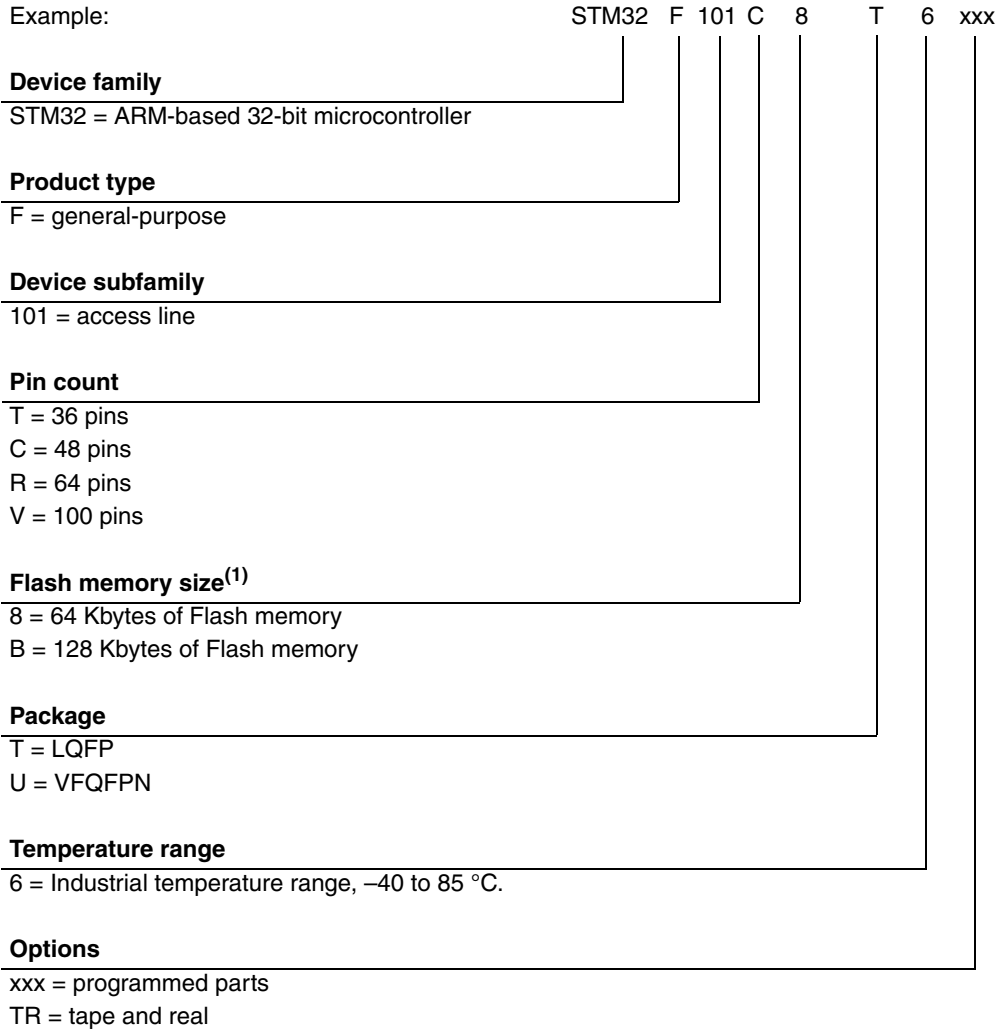 Example: STM32 F 101 C 8 T 6 xxx
Device family
STM32 = ARM-based 32-bit microcontroller
Product type
F = general-purpose
Device subfamily
101 = access line
Pin count
T = 36 pins
C = 48 pins
R = 64 pins
V = 100 pins
Flash memory size(1)
8 = 64 Kbytes of Flash memory
B = 128 Kbytes of Flash memory
Package
T = LQFP
U = VFQFPN
Temperature range
6 = Industrial temperature range, –40 to 85 °C.
Options
xxx = programmed parts
TR = tape and real